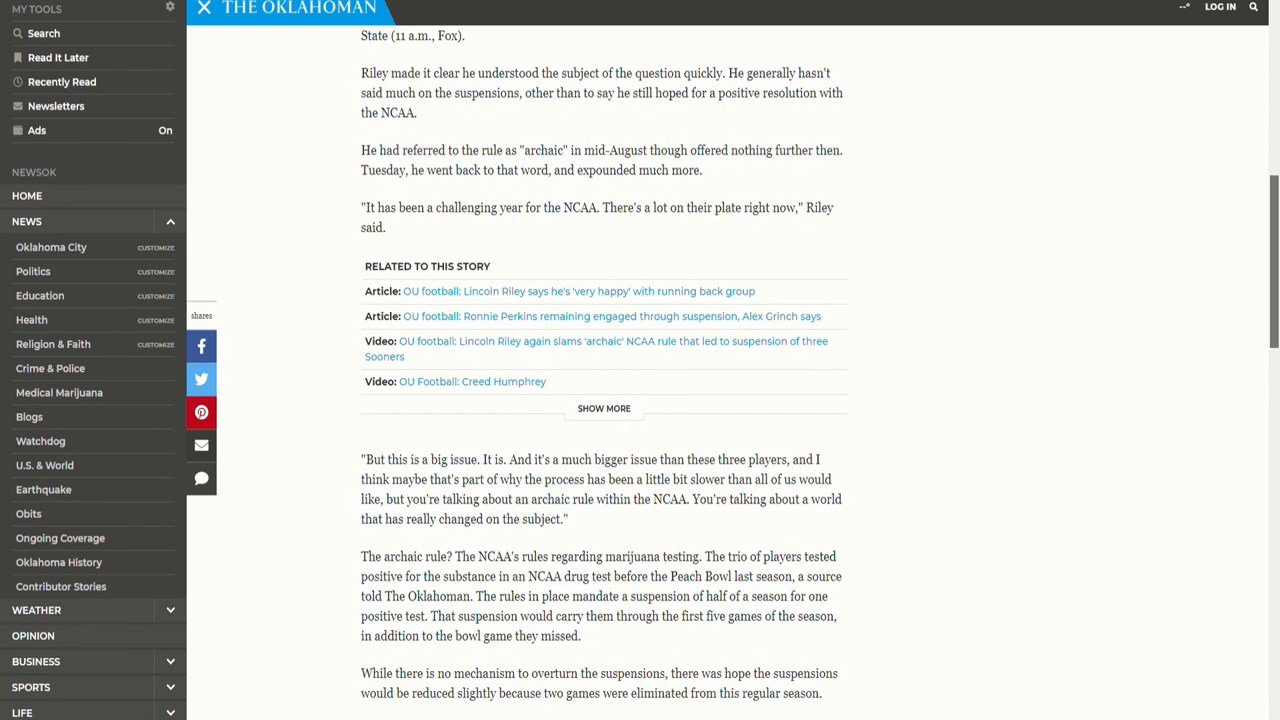 MY TOOLS
Search
Read It Later
Recently Read
Newsletters
Ads On
NEWSOK
HOME
NEWS
Oklahoma City CUSTOMIZE
Politics CUSTOMIZE
Education CUSTOMIZE
Health CUSTOMIZE
Religion & Faith CUSTOMIZE
Crime & Police
Medical Marijuana
Blogs
Watchdog
U.S. & World
Earthquake
Obits
Ongoing Coverage
Oklahoma History
Contributor Stories
WEATHER
OPINION
BUSINESS
SPORTS
LIFE
THE OKLAHOMAN
--° LOG IN
shares
State (11 a.m., Fox).
Riley made it clear he understood the subject of the question quickly. He generally hasn't
said much on the suspensions, other than to say he still hoped for a positive resolution with
the NCAA.
He had referred to the rule as "archaic" in mid-August though offered nothing further then.
Tuesday, he went back to that word, and expounded much more.
"It has been a challenging year for the NCAA. There's a lot on their plate right now," Riley
said.
RELATED TO THIS STORY
Article: OU football: Lincoln Riley says he's 'very happy' with running back group
Article: OU football: Ronnie Perkins remaining engaged through suspension, Alex Grinch says
Video: OU football: Lincoln Riley again slams 'archaic' NCAA rule that led to suspension of three
Sooners
Video: OU Football: Creed Humphrey
SHOW MORE
"But this is a big issue. It is. And it's a much bigger issue than these three players, and I
think maybe that's part of why the process has been a little bit slower than all of us would
like, but you're talking about an archaic rule within the NCAA. You're talking about a world
that has really changed on the subject."
The archaic rule? The NCAA's rules regarding marijuana testing. The trio of players tested
positive for the substance in an NCAA drug test before the Peach Bowl last season, a source
told The Oklahoman. The rules in place mandate a suspension of half of a season for one
positive test. That suspension would carry them through the first five games of the season,
in addition to the bowl game they missed.
While there is no mechanism to overturn the suspensions, there was hope the suspensions
would be reduced slightly because two games were eliminated from this regular season.